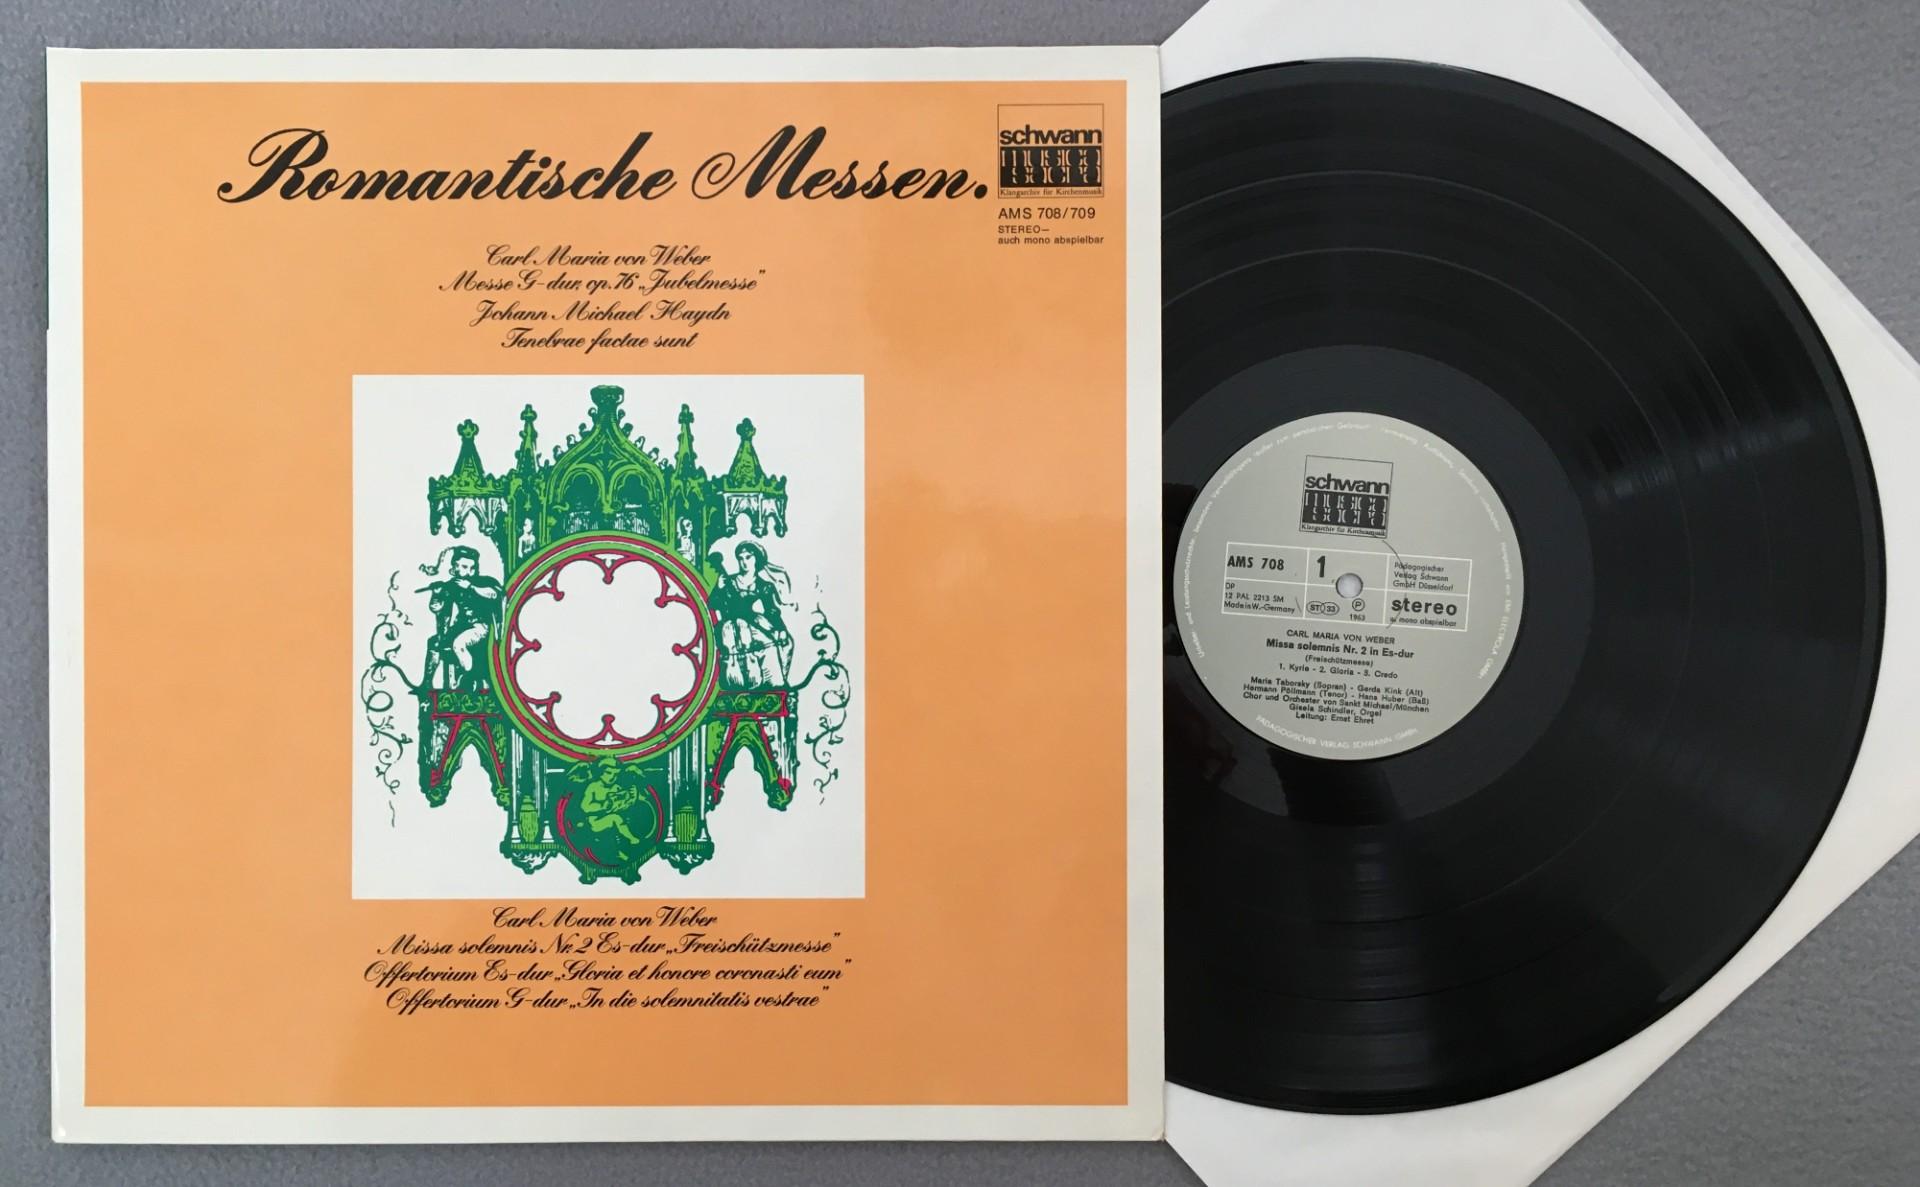 Romantische Messen.
schwann
MUSICA
SACRA
Klangarchiv für Kirchenmusik
AMS 708/709
STEREO—
auch mono abspielbar
Carl Maria von Weber
Messe G-dur, op. 76 „Jubelmesse”
Johann Michael Haydn
Tenebrae factae sunt
Carl Maria von Weber
Missa solemnis Nr. 2 Es-dur „Freischützmesse”
Offertorium Es-dur „Gloria et honore coronasti eum”
Offertorium G-dur „In die solemnitatis vestrae”
schwann
Klangarchiv für Kirchenmusik
AMS 708
1
Pädagogischer
Verlag Schwann
GmbH Düsseldorf
DP
12 PAL 2213 SM
Made in W.-Germany
ST 33
P
1963
stereo
mono abspielbar
CARL MARIA VON WEBER
Missa solemnis Nr. 2 in Es-dur
(Freischützmesse)
1. Kyrie - 2. Gloria - 3. Credo
Maria Taborsky (Sopran) - Gerda Kink (Alt)
Hermann Pöllmann (Tenor) - Hans Huber (Baß)
Chor und Orchester von Sankt Michael/München
Gisela Schindler, Orgel
Leitung: Ernst Ehret
PÄDAGOGISCHER VERLAG SCHWANN GMBH